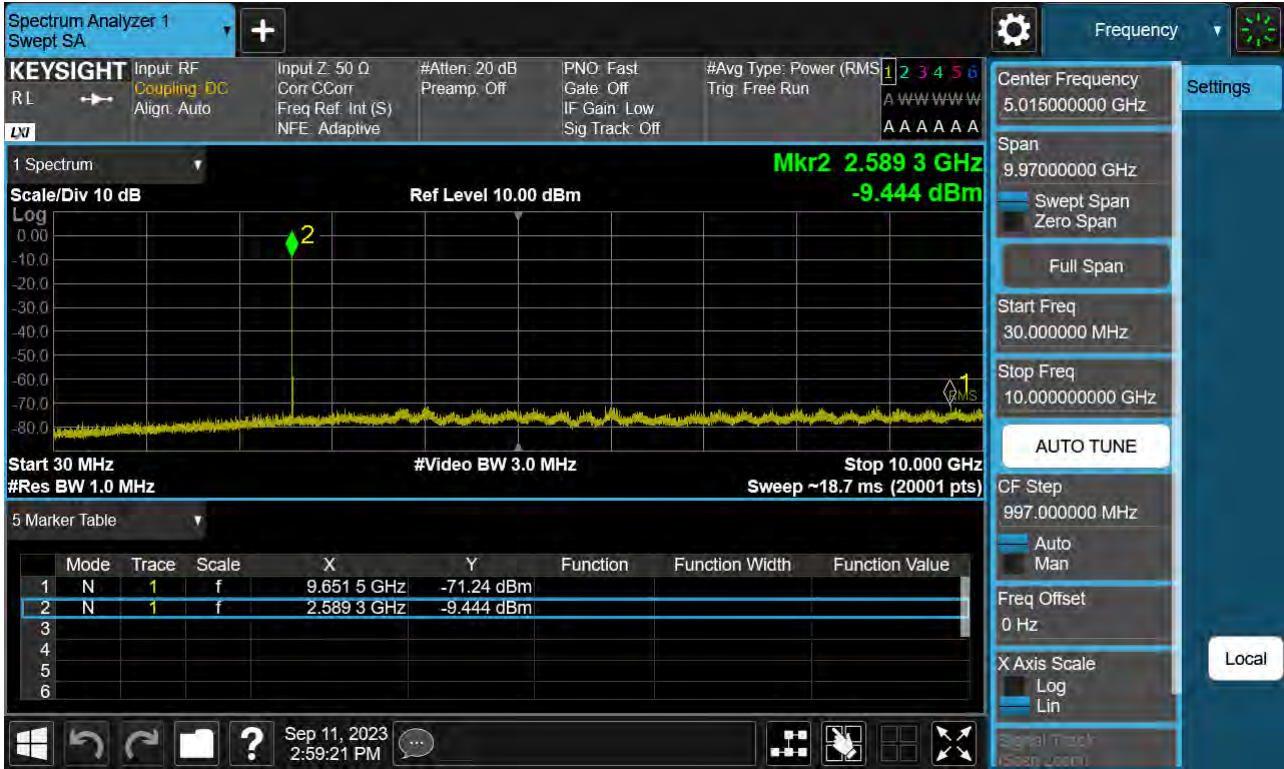 Spectrum Analyzer 1
Swept SA
Frequency
KEYSIGHT
RL
LXI
Input: RF
Coupling: DC
Align: Auto
Input Z: 50 Ω
Corr CCorr
Freq Ref: Int (S)
NFE: Adaptive
#Atten: 20 dB
Preamp: Off
PNO: Fast
Gate: Off
IF Gain: Low
Sig Track: Off
#Avg Type: Power (RMS
Trig: Free Run
1 2 3 4 5 6
A W W W W W
A A A A A A
1 Spectrum
Mkr2 2.589 3 GHz
-9.444 dBm
Scale/Div 10 dB
Ref Level 10.00 dBm
Log
0.00
-10.0
-20.0
-30.0
-40.0
-50.0
-60.0
-70.0
-80.0
2
1
RMS
Start 30 MHz
#Video BW 3.0 MHz
Stop 10.000 GHz
#Res BW 1.0 MHz
Sweep ~18.7 ms (20001 pts)
5 Marker Table
Mode Trace Scale X Y Function Function Width Function Value
1 N 1 f 9.651 5 GHz -71.24 dBm
2 N 1 f 2.589 3 GHz -9.444 dBm
3
4
5
6
Center Frequency
5.015000000 GHz
Span
9.97000000 GHz
Swept Span
Zero Span
Full Span
Start Freq
30.000000 MHz
Stop Freq
10.000000000 GHz
AUTO TUNE
CF Step
997.000000 MHz
Auto
Man
Freq Offset
0 Hz
X Axis Scale
Log
Lin
Signal Track
(Span Zoom)
Settings
Local
?
Sep 11, 2023
2:59:21 PM